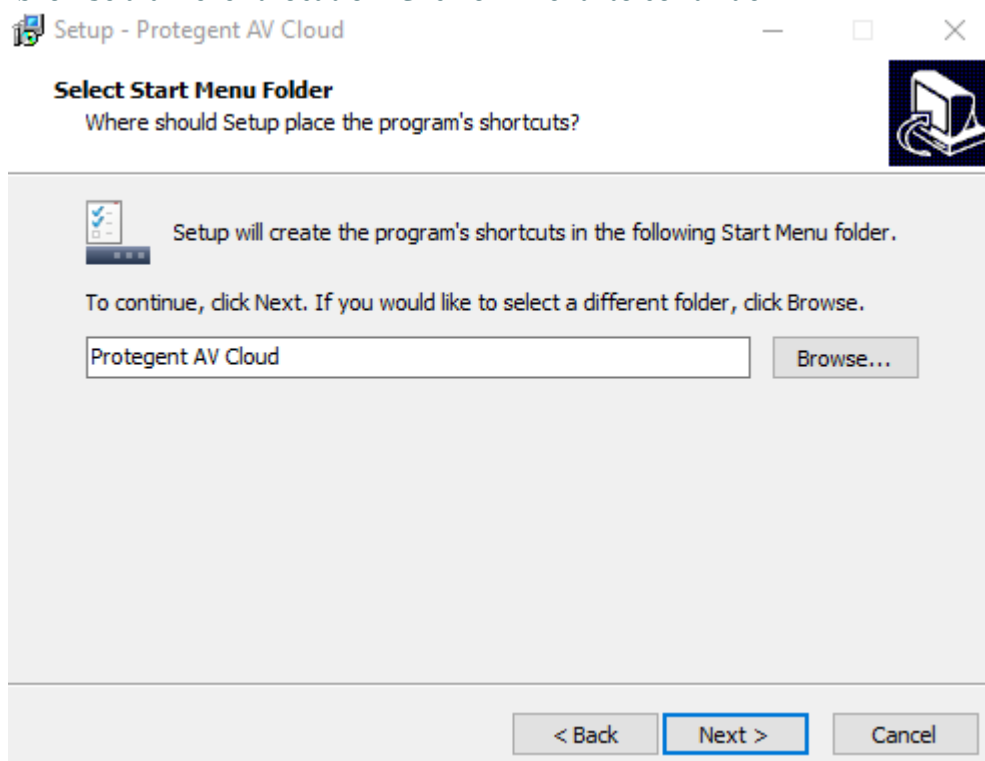 Setup - Protegent AV Cloud
Select Start Menu Folder
Where should Setup place the program's shortcuts?
Setup will create the program's shortcuts in the following Start Menu folder.
To continue, click Next. If you would like to select a different folder, click Browse.
Protegent AV Cloud
Browse...
< Back
Next >
Cancel